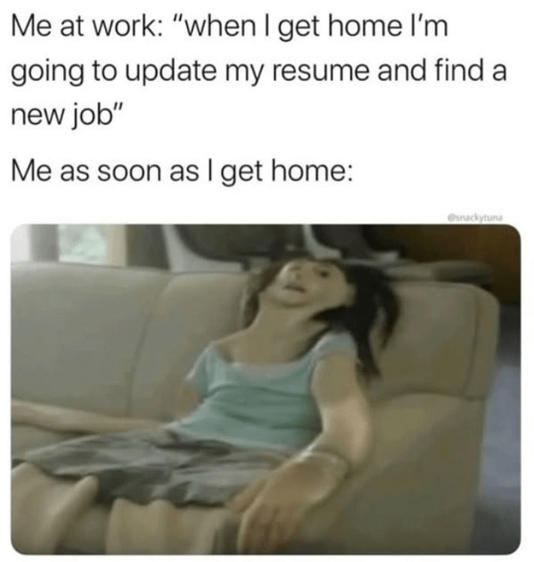 Me at work: "when I get home I'm
going to update my resume and find a
new job"
Me as soon as I get home:
@snackytuna